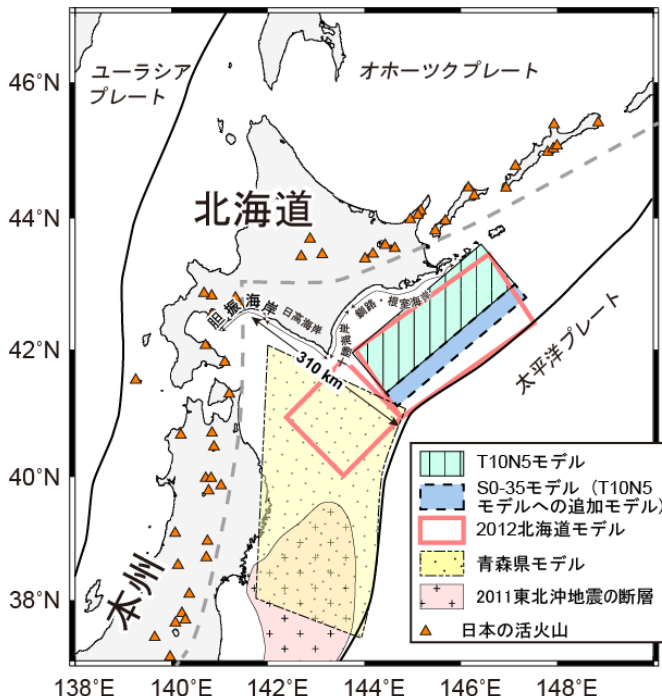 ユーラシア
プレート
オホーツクプレート
46°N
44°N
42°N
40°N
38°N
北海道
胆振海岸
日高海岸
十勝海岸
釧路・根室海岸
310 km
太平洋プレート
本州
T10N5モデル
S0-35モデル（T10N5
モデルへの追加モデル）
2012北海道モデル
青森県モデル
2011東北沖地震の断層
日本の活火山
138°E
140°E
142°E
144°E
146°E
148°E